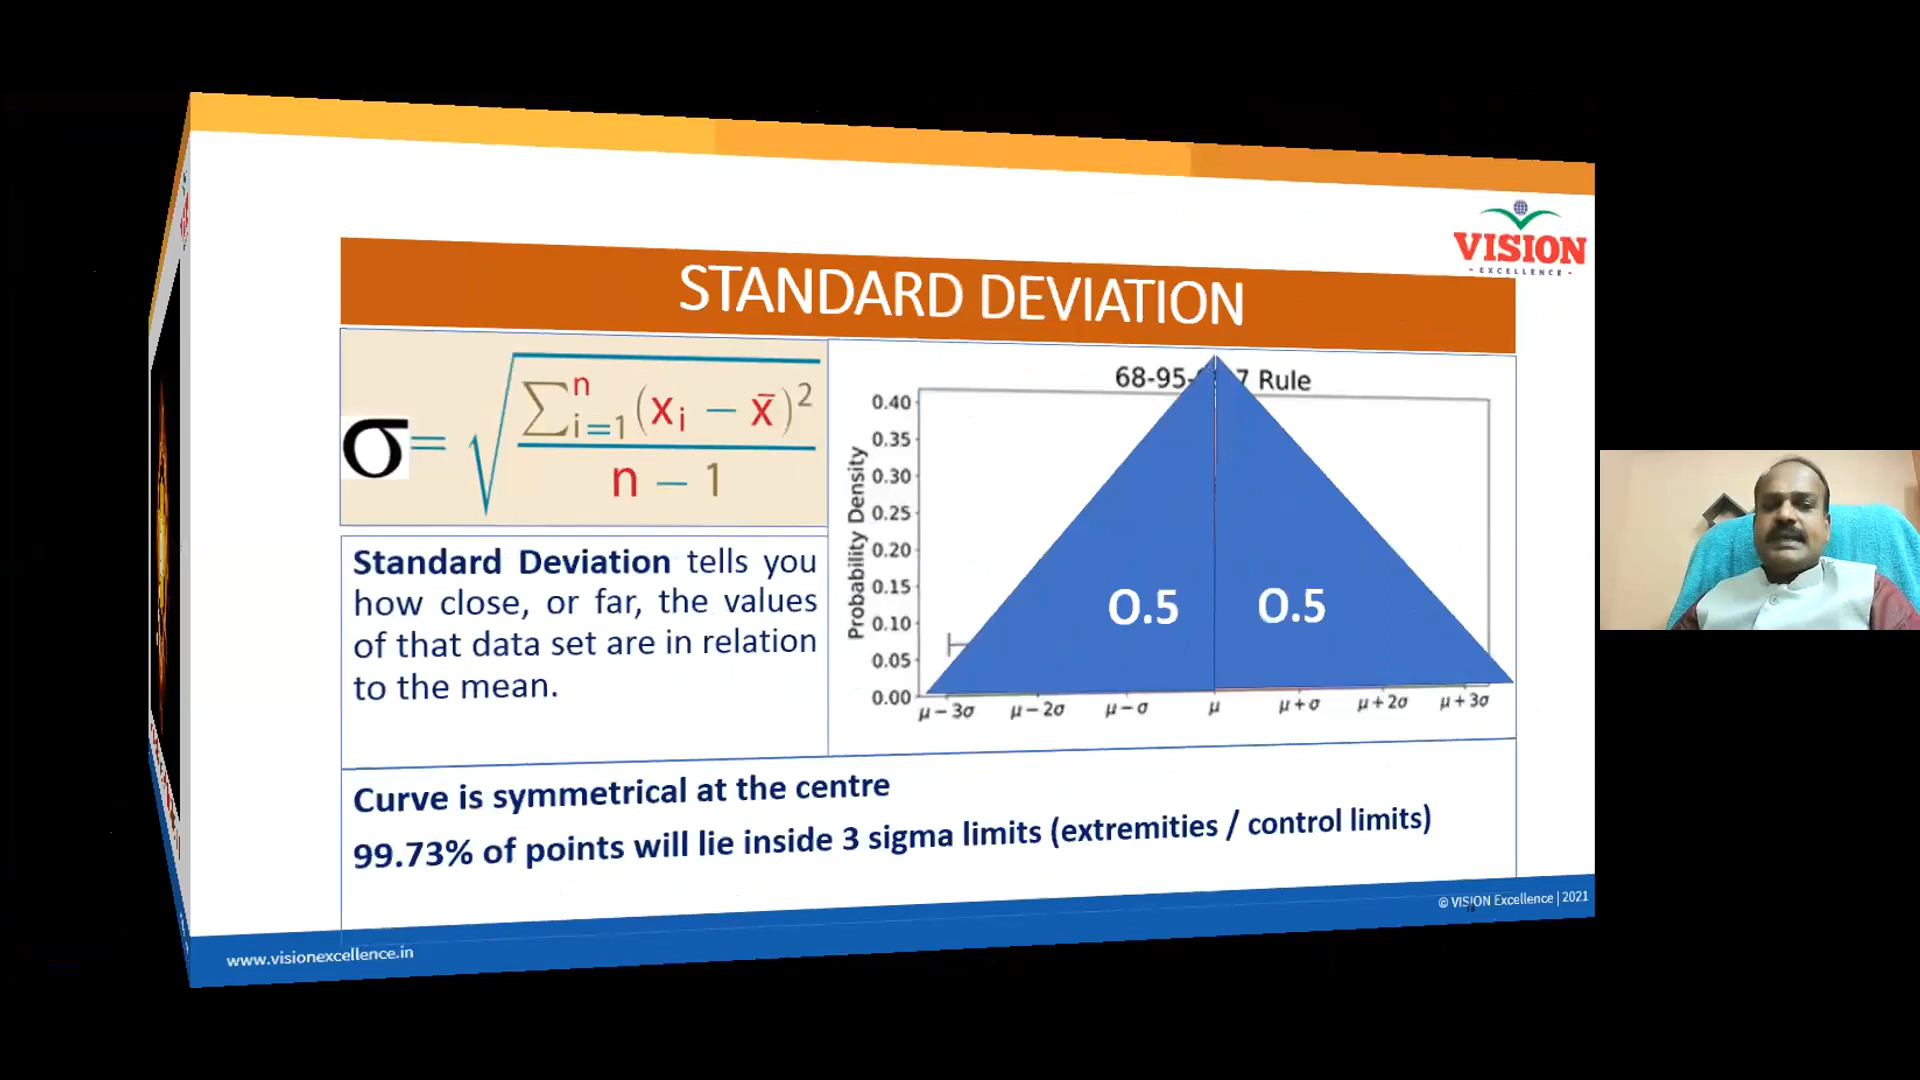 VISION
- EXCELLENCE -
STANDARD DEVIATION
σ = √ ∑ⁿᵢ₌₁ (xᵢ − x̄)²
n − 1
Standard Deviation tells you
how close, or far, the values
of that data set are in relation
to the mean.
68-95- 7 Rule
Probability Density
0.40
0.35
0.30
0.25
0.20
0.15
0.10
0.05
0.00
0.5 0.5
μ − 3σ μ − 2σ μ − σ μ μ + σ μ + 2σ μ + 3σ
Curve is symmetrical at the centre
99.73% of points will lie inside 3 sigma limits (extremities / control limits)
© VISION Excellence | 2021
www.visionexcellence.in